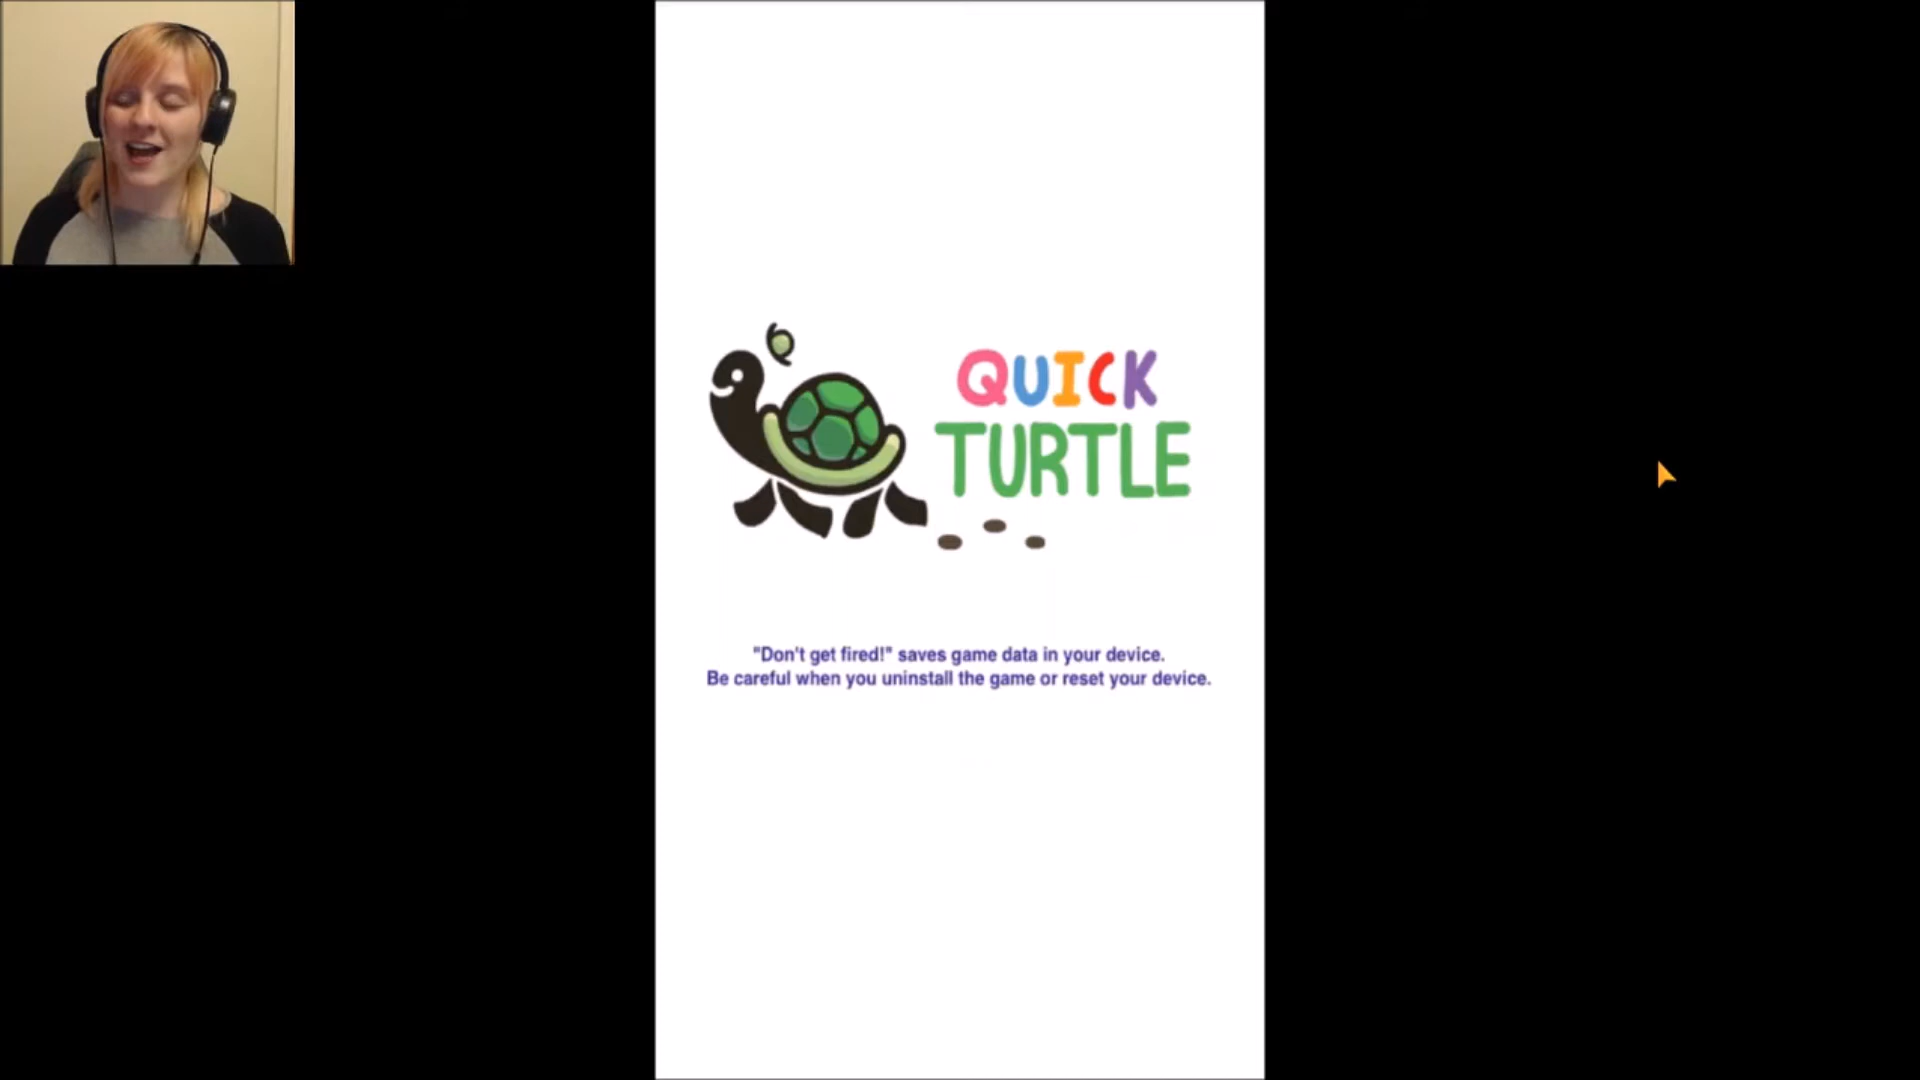 QUICK
TURTLE
"Don't get fired!" saves game data in your device.
Be careful when you uninstall the game or reset your device.